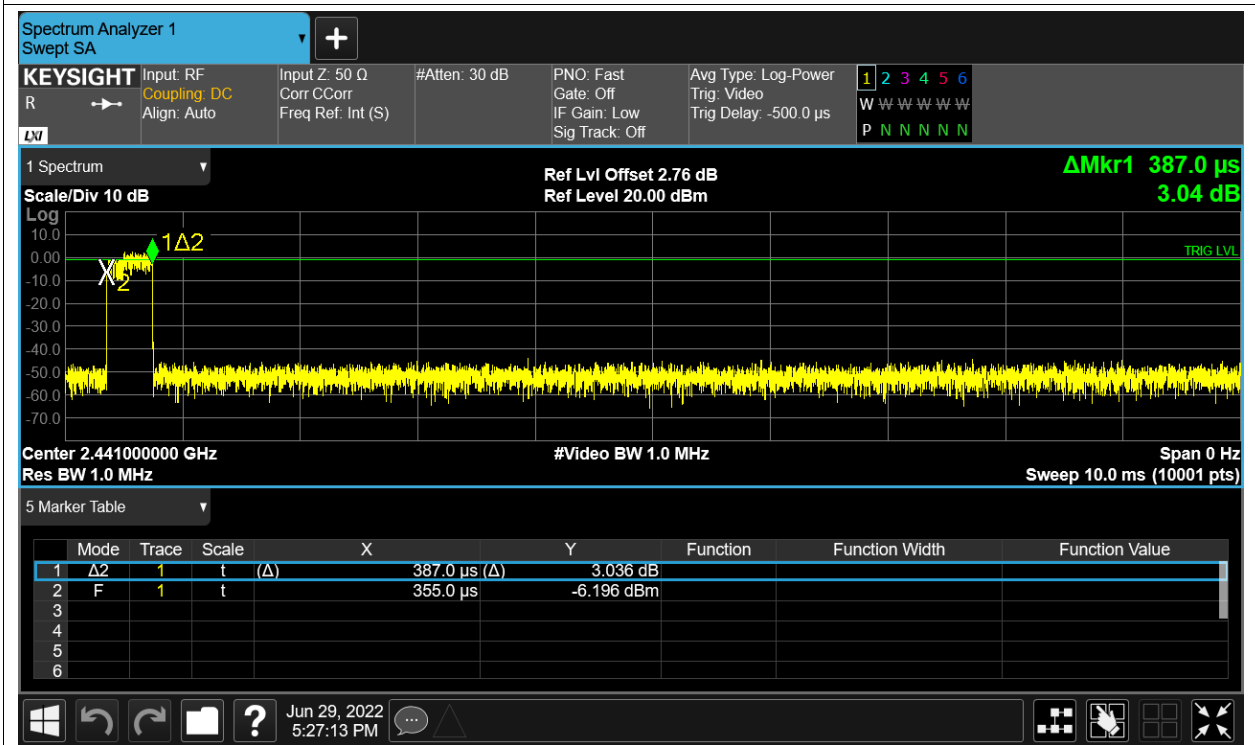 Spectrum Analyzer 1
Swept SA
KEYSIGHT
R
LXI
Input: RF
Coupling: DC
Align: Auto
Input Z: 50 Ω
Corr CCorr
Freq Ref: Int (S)
#Atten: 30 dB
PNO: Fast
Gate: Off
IF Gain: Low
Sig Track: Off
Avg Type: Log-Power
Trig: Video
Trig Delay: -500.0 µs
1 2 3 4 5 6
W W W W W W
P N N N N N
1 Spectrum
Scale/Div 10 dB
Ref Lvl Offset 2.76 dB
Ref Level 20.00 dBm
ΔMkr1 387.0 µs
3.04 dB
Log
10.0
0.00
-10.0
-20.0
-30.0
-40.0
-50.0
-60.0
-70.0
1Δ2
2
TRIG LVL
Center 2.441000000 GHz
Res BW 1.0 MHz
#Video BW 1.0 MHz
Span 0 Hz
Sweep 10.0 ms (10001 pts)
5 Marker Table
Mode Trace Scale X Y Function Function Width Function Value
1 Δ2 1 t (Δ) 387.0 µs (Δ) 3.036 dB
2 F 1 t 355.0 µs -6.196 dBm
3
4
5
6
?
Jun 29, 2022
5:27:13 PM